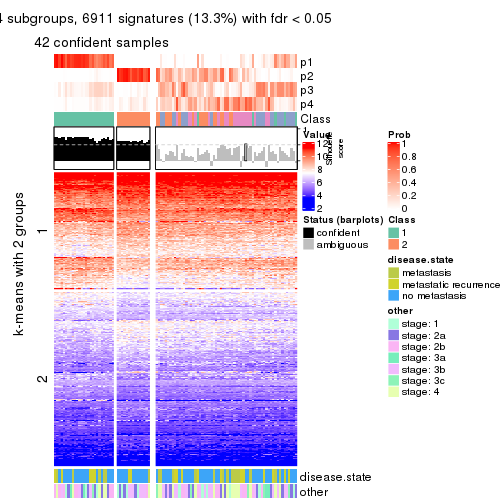 4 subgroups, 6911 signatures (13.3%) with fdr < 0.05
42 confident samples
p1
p2
p3
p4
Class
1
Silhouette
score
k-means with 2 groups
1
2
Value
12
10
8
6
4
2
Prob
1
0.8
0.6
0.4
0.2
0
Status (barplots)
confident
ambiguous
Class
1
2
disease.state
metastasis
metastatic recurrence
no metastasis
other
stage: 1
stage: 2a
stage: 2b
stage: 3a
stage: 3b
stage: 3c
stage: 4
disease.state
other